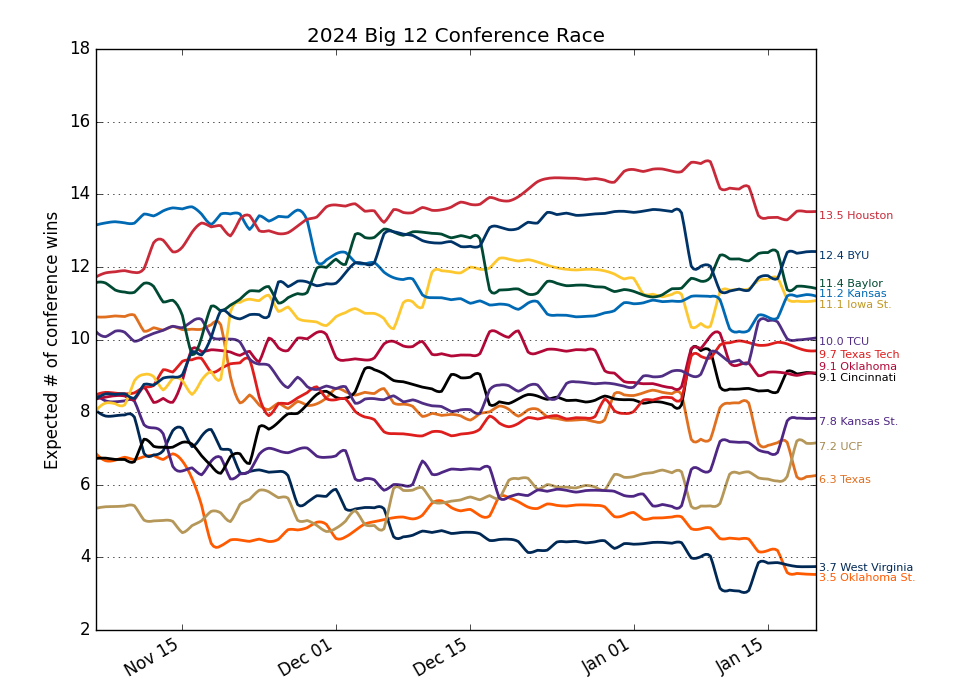 2024 Big 12 Conference Race
Expected # of conference wins
18
16
14
12
10
8
6
4
2
13.5 Houston
12.4 BYU
11.4 Baylor
11.2 Kansas
11.1 Iowa St.
10.0 TCU
9.7 Texas Tech
9.1 Oklahoma
9.1 Cincinnati
7.8 Kansas St.
7.2 UCF
6.3 Texas
3.7 West Virginia
3.5 Oklahoma St.
Nov 15
Dec 01
Dec 15
Jan 01
Jan 15